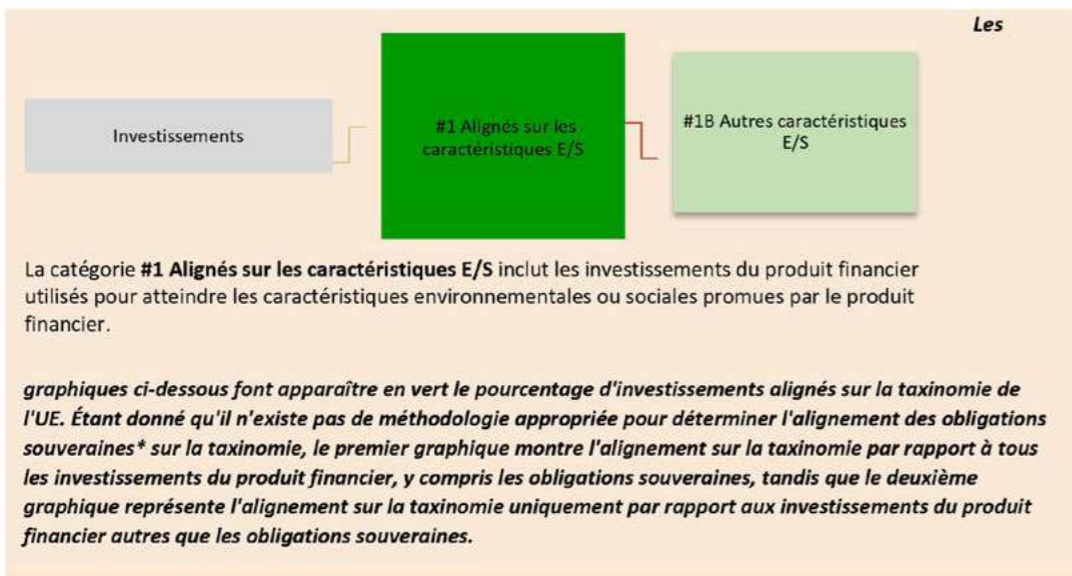 Les
Investissements
#1 Alignés sur les
caractéristiques E/S
#1B Autres caractéristiques
E/S
La catégorie #1 Alignés sur les caractéristiques E/S inclut les investissements du produit financier
utilisés pour atteindre les caractéristiques environnementales ou sociales promues par le produit
financier.
graphiques ci-dessous font apparaître en vert le pourcentage d'investissements alignés sur la taxinomie de
l'UE. Étant donné qu'il n'existe pas de méthodologie appropriée pour déterminer l'alignement des obligations
souveraines* sur la taxinomie, le premier graphique montre l'alignement sur la taxinomie par rapport à tous
les investissements du produit financier, y compris les obligations souveraines, tandis que le deuxième
graphique représente l'alignement sur la taxinomie uniquement par rapport aux investissements du produit
financier autres que les obligations souveraines.